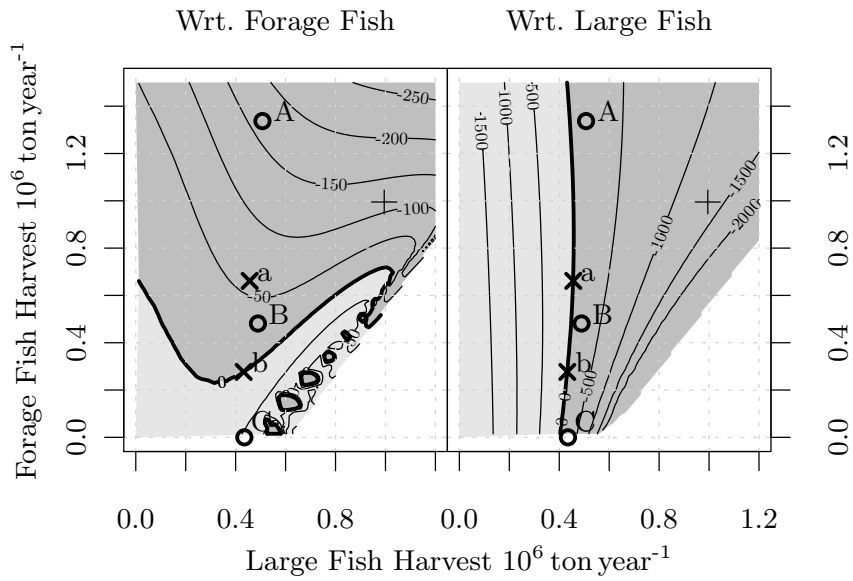 Wrt. Forage Fish
Wrt. Large Fish
Forage Fish Harvest 10⁶ ton year⁻¹
1.2
0.8
0.4
0.0
A
a
B
b
C
-250
-200
-150
-100
-50
0
-1500
-1000
-500
0
0
-500
-1000
-1500
-2000
A
a
B
b
C
1.2
0.8
0.4
0.0
0.0 0.4 0.8 0.0 0.4 0.8 1.2
Large Fish Harvest 10⁶ ton year⁻¹